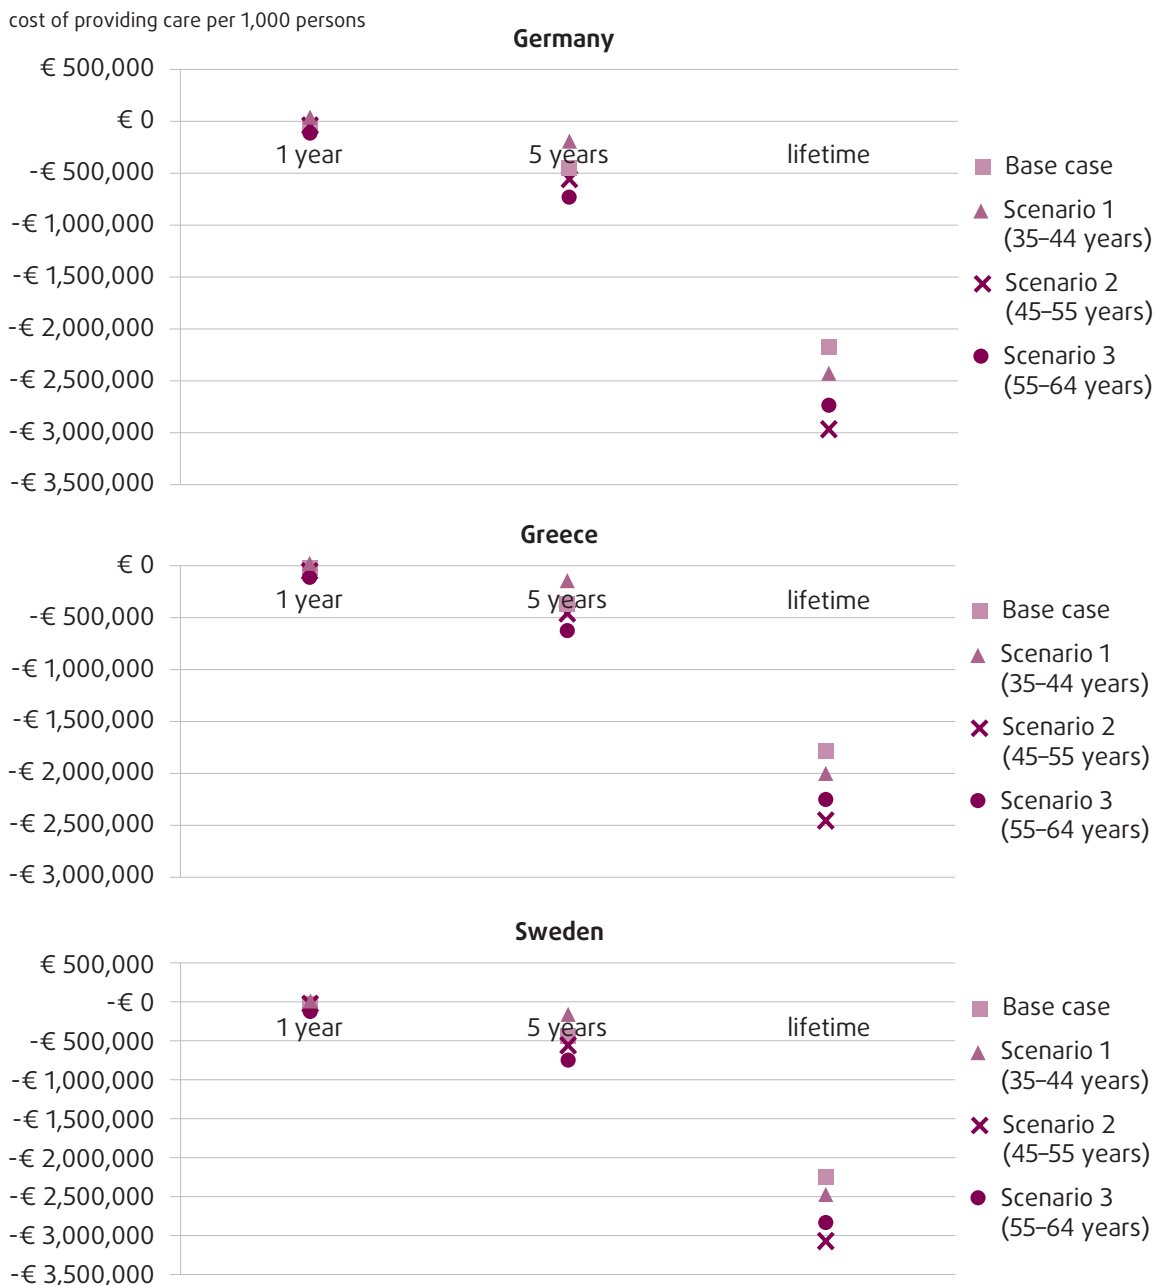 cost of providing care per 1,000 persons
Germany
€ 500,000
€ 0
-€ 500,000
-€ 1,000,000
-€ 1,500,000
-€ 2,000,000
-€ 2,500,000
-€ 3,000,000
-€ 3,500,000
1 year
5 years
lifetime
Base case
Scenario 1
(35–44 years)
Scenario 2
(45–55 years)
Scenario 3
(55–64 years)
Greece
€ 0
-€ 500,000
-€ 1,000,000
-€ 1,500,000
-€ 2,000,000
-€ 2,500,000
-€ 3,000,000
1 year
5 years
lifetime
Base case
Scenario 1
(35–44 years)
Scenario 2
(45–55 years)
Scenario 3
(55–64 years)
Sweden
€ 500,000
-€ 0
-€ 500,000
-€ 1,000,000
-€ 1,500,000
-€ 2,000,000
-€ 2,500,000
-€ 3,000,000
-€ 3,500,000
1 year
5 years
lifetime
Base case
Scenario 1
(35–44 years)
Scenario 2
(45–55 years)
Scenario 3
(55–64 years)